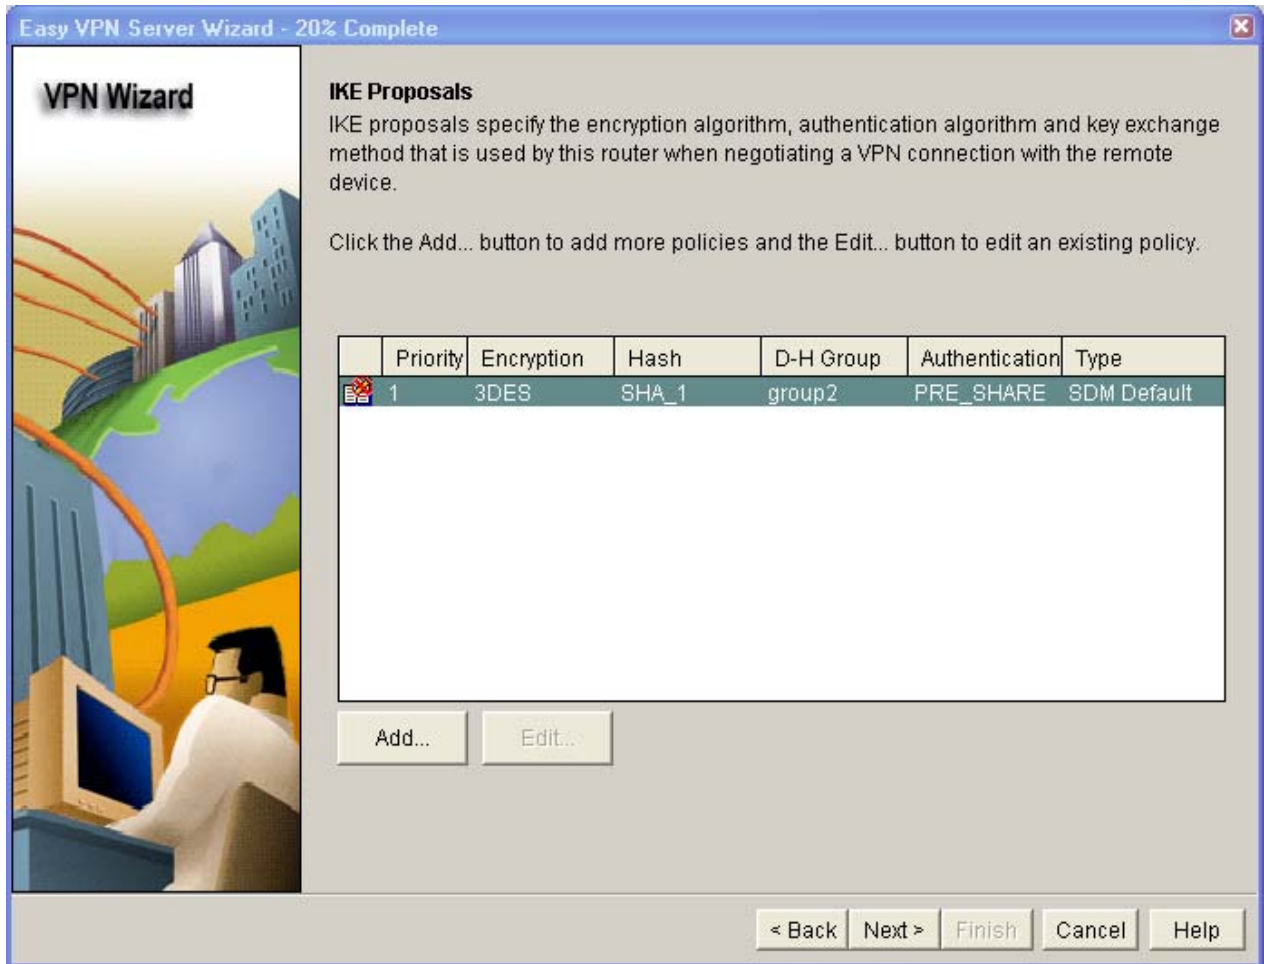 Easy VPN Server Wizard - 20% Complete
VPN Wizard
IKE Proposals
IKE proposals specify the encryption algorithm, authentication algorithm and key exchange
method that is used by this router when negotiating a VPN connection with the remote
device.
Click the Add... button to add more policies and the Edit... button to edit an existing policy.
Priority Encryption Hash D-H Group Authentication Type
1 3DES SHA_1 group2 PRE_SHARE SDM Default
Add... Edit...
< Back Next > Finish Cancel Help